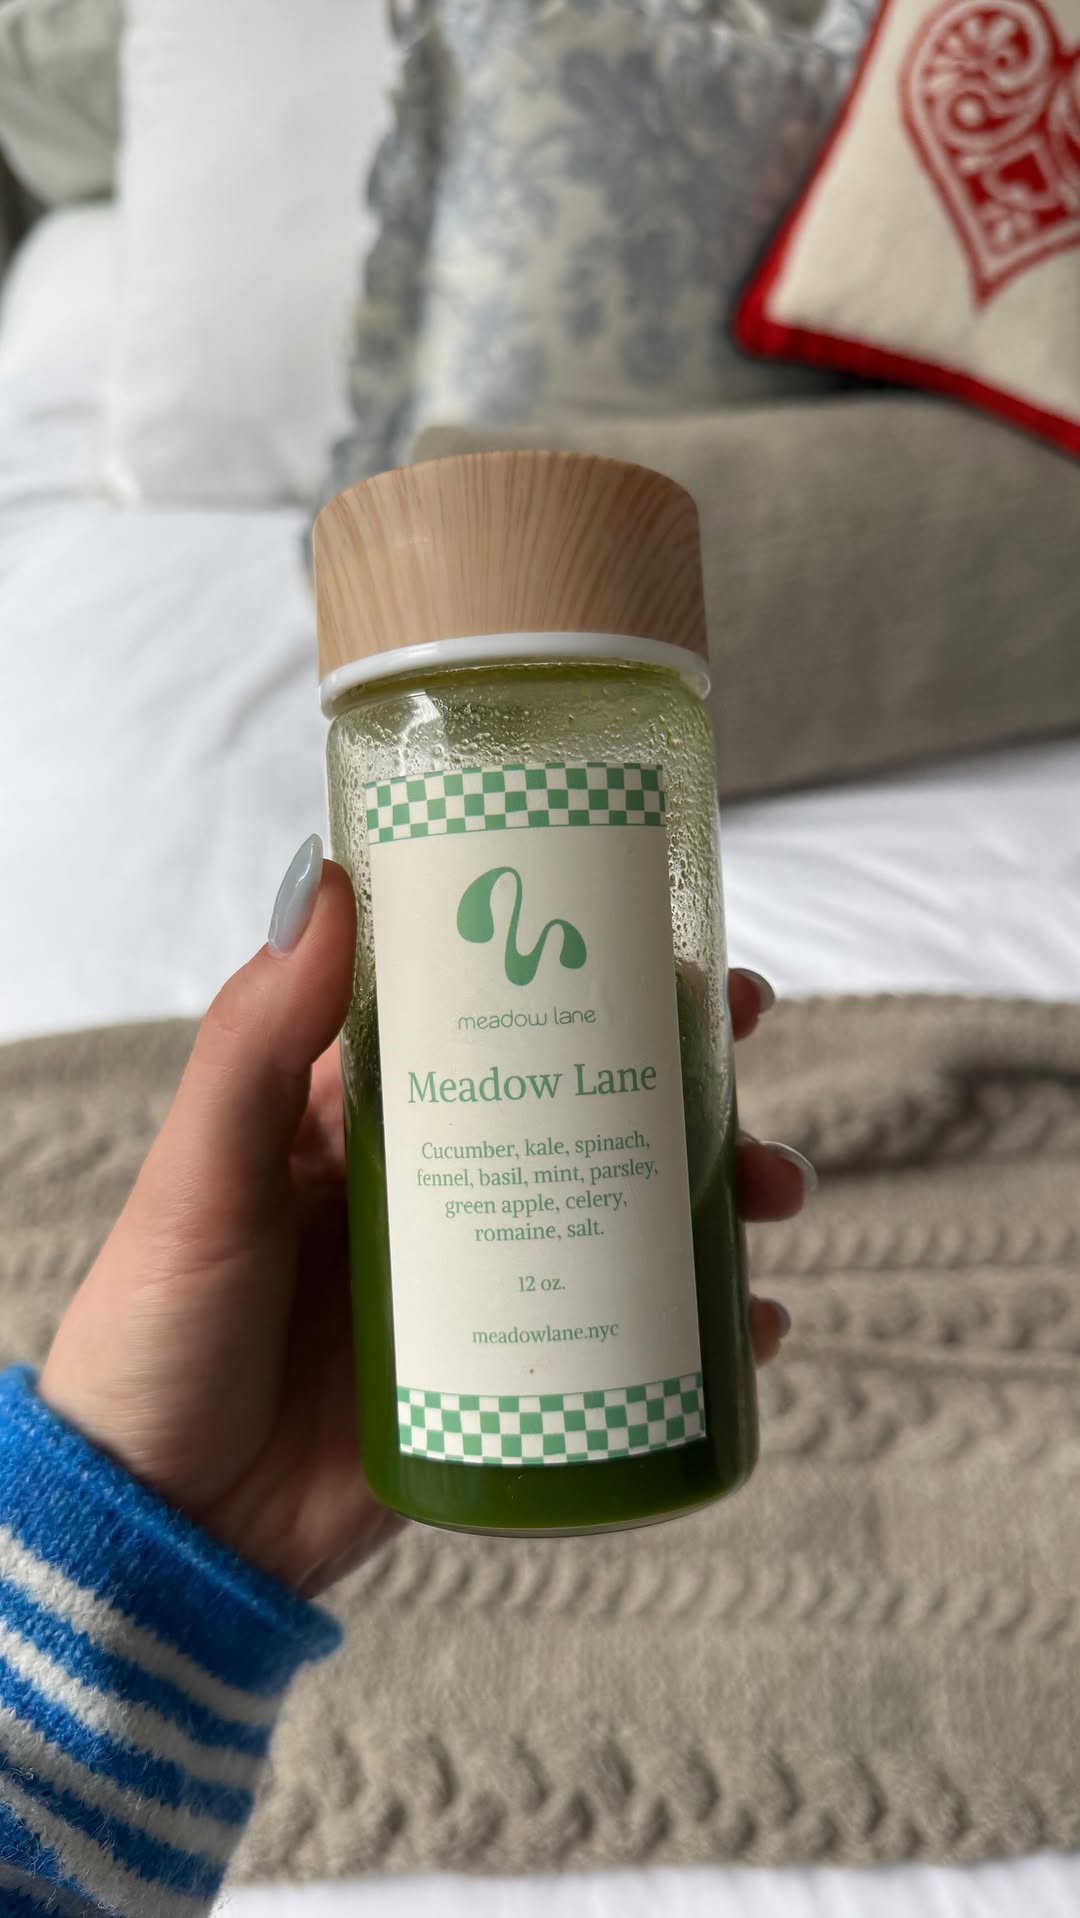 meadow lane
Meadow Lane
Cucumber, kale, spinach,
fennel, basil, mint, parsley,
green apple, celery,
romaine, salt.
12 oz.
meadowlane.nyc